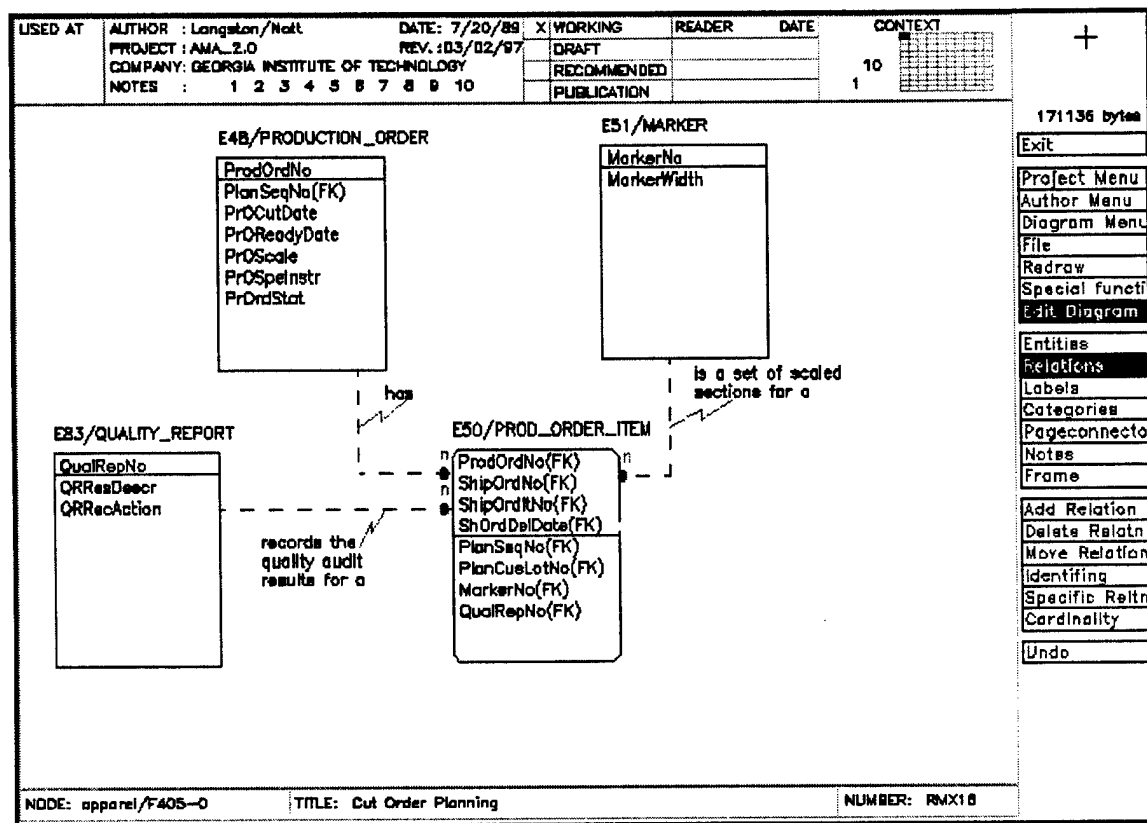 USED AT
AUTHOR : Langston/Nott DATE: 7/20/89
PROJECT : AMA_2.0 REV. :03/02/97
COMPANY: GEORGIA INSTITUTE OF TECHNOLOGY
NOTES : 1 2 3 4 5 6 7 8 9 10
X WORKING
DRAFT
RECOMMENDED
PUBLICATION
READER DATE
CONTEXT
10
1
171136 bytes
Exit
Project Menu
Author Menu
Diagram Menu
File
Redraw
Special functi
Edit Diagram
Entities
Relations
Labels
Categories
Pageconnecto
Notes
Frame
Add Relation
Delete Relatn
Move Relation
Identifing
Specific Reltn
Cardinality
Undo
E48/PRODUCTION_ORDER
ProdOrdNo
PlanSeqNo(FK)
PrOCutDate
PrOReadyDate
PrOScale
PrOSpeInstr
PrOrdStat
E51/MARKER
MarkerNo
MarkerWidth
has
is a set of scaled
sections for a
E83/QUALITY_REPORT
QualRepNo
QRResDescr
QRRecAction
records the
quality audit
results for a
E50/PROD_ORDER_ITEM
n
n
n
ProdOrdNo(FK)
ShipOrdNo(FK)
ShipOrdItNo(FK)
ShOrdDelDate(FK)
PlanSeqNo(FK)
PlanCusLotNo(FK)
MarkerNo(FK)
QualRepNo(FK)
NODE: apparel/F405-0
TITLE: Cut Order Planning
NUMBER: RMX16